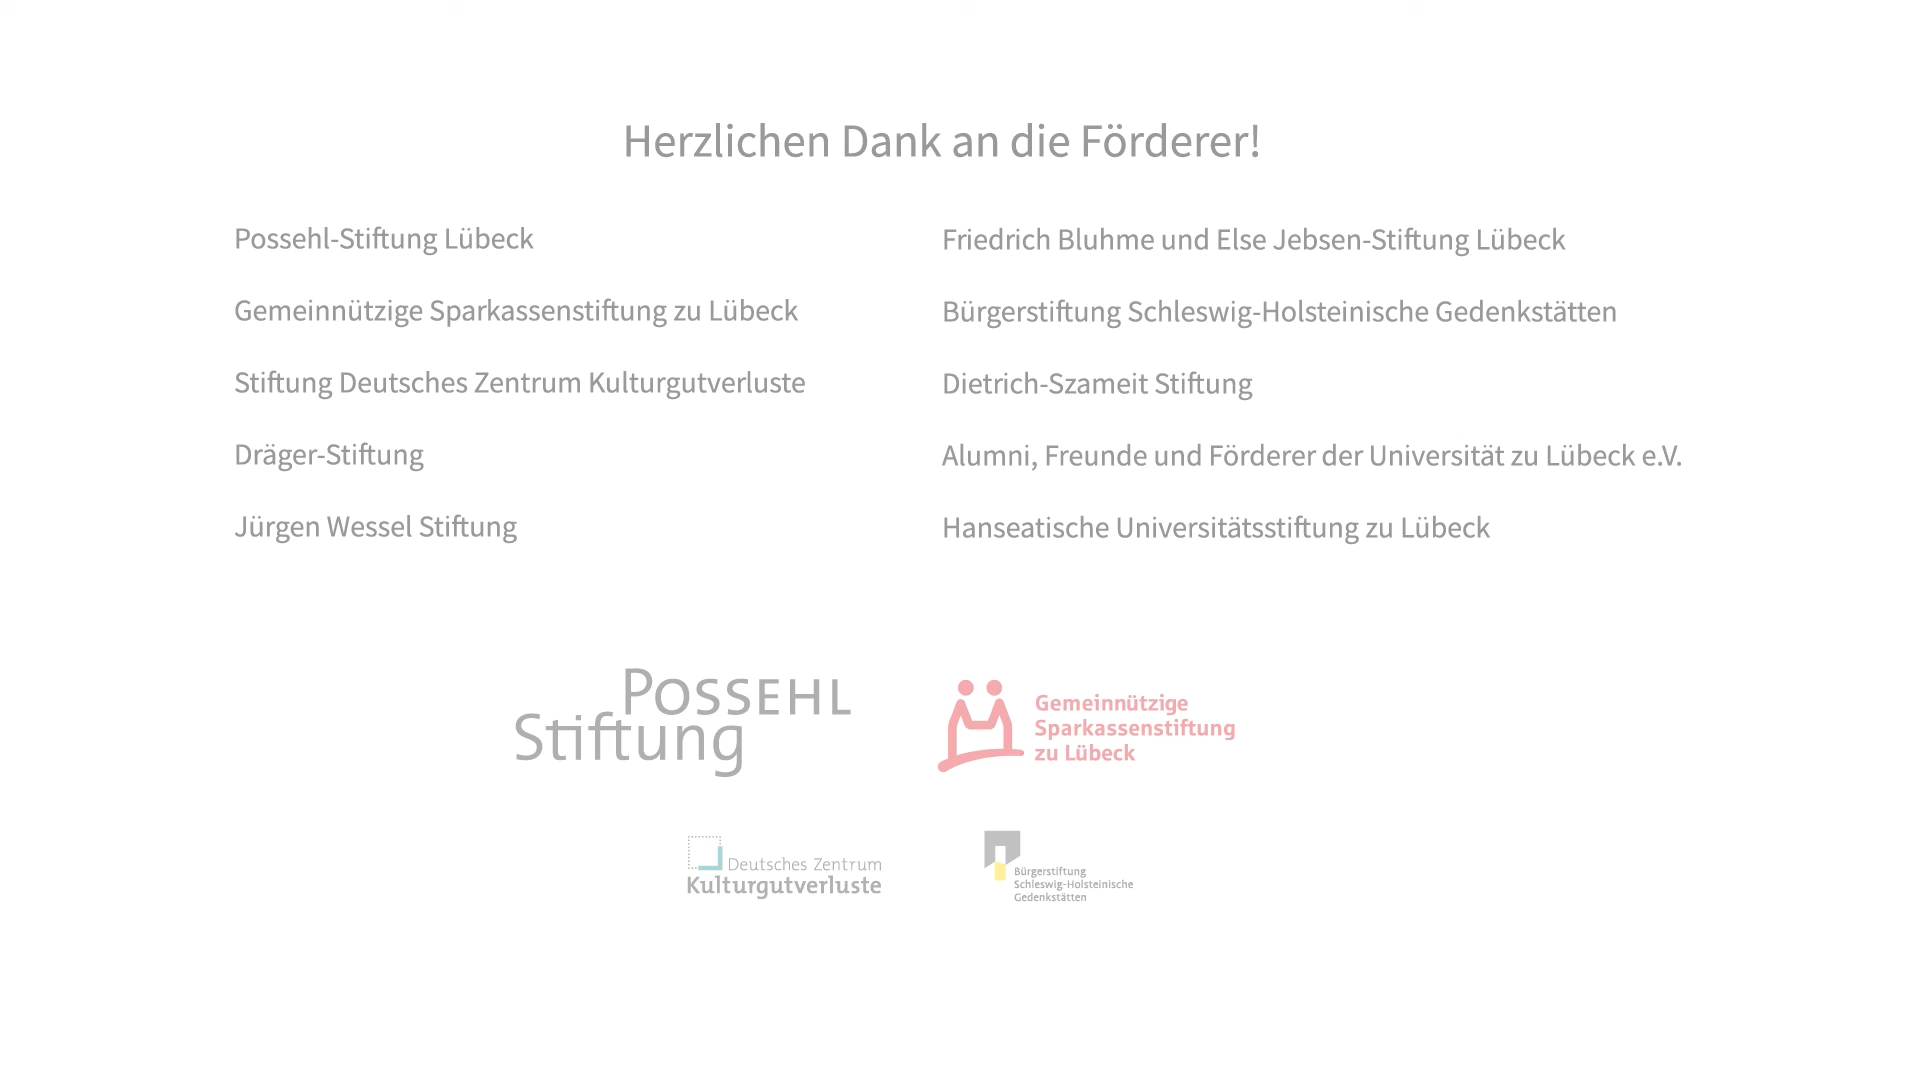 Herzlichen Dank an die Förderer!
Possehl-Stiftung Lübeck
Gemeinnützige Sparkassenstiftung zu Lübeck
Stiftung Deutsches Zentrum Kulturgutverluste
Dräger-Stiftung
Jürgen Wessel Stiftung
Friedrich Bluhme und Else Jebsen-Stiftung Lübeck
Bürgerstiftung Schleswig-Holsteinische Gedenkstätten
Dietrich-Szameit Stiftung
Alumni, Freunde und Förderer der Universität zu Lübeck e.V.
Hanseatische Universitätsstiftung zu Lübeck
POSSEHL
Stiftung
Gemeinnützige
Sparkassenstiftung
zu Lübeck
Deutsches Zentrum
Kulturgutverluste
Bürgerstiftung
Schleswig-Holsteinische
Gedenkstätten